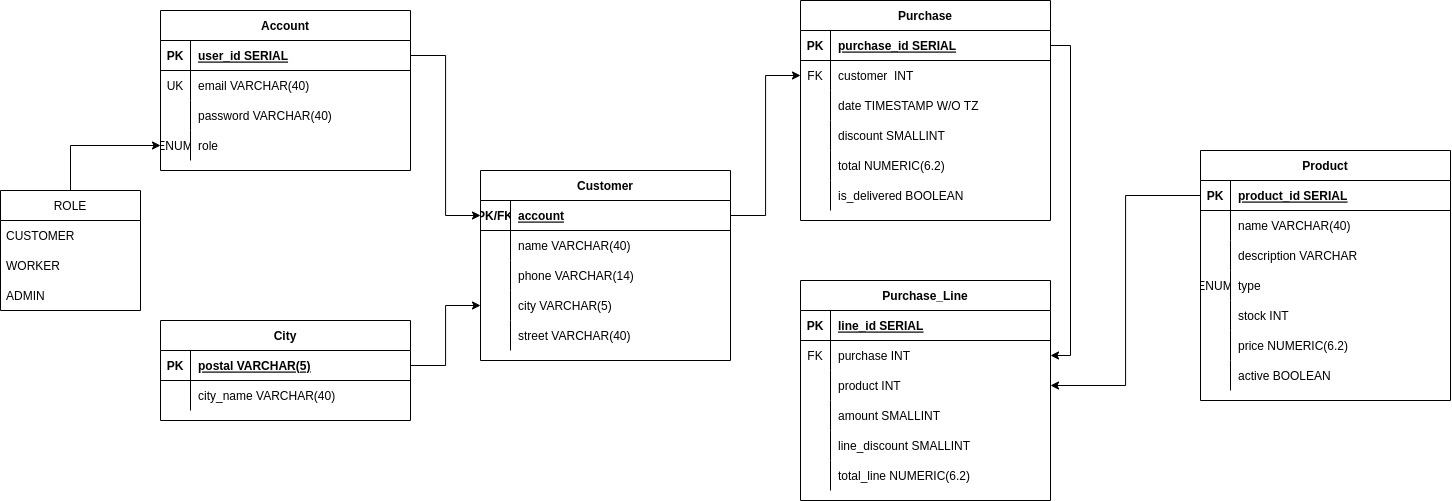 Account
PK user_id SERIAL
UK email VARCHAR(40)
password VARCHAR(40)
ENUM role
ROLE
CUSTOMER
WORKER
ADMIN
City
PK postal VARCHAR(5)
city_name VARCHAR(40)
Customer
PK/FK account
name VARCHAR(40)
phone VARCHAR(14)
city VARCHAR(5)
street VARCHAR(40)
Purchase
PK purchase_id SERIAL
FK customer INT
date TIMESTAMP W/O TZ
discount SMALLINT
total NUMERIC(6.2)
is_delivered BOOLEAN
Purchase_Line
PK line_id SERIAL
FK purchase INT
product INT
amount SMALLINT
line_discount SMALLINT
total_line NUMERIC(6.2)
Product
PK product_id SERIAL
name VARCHAR(40)
description VARCHAR
ENUM type
stock INT
price NUMERIC(6.2)
active BOOLEAN